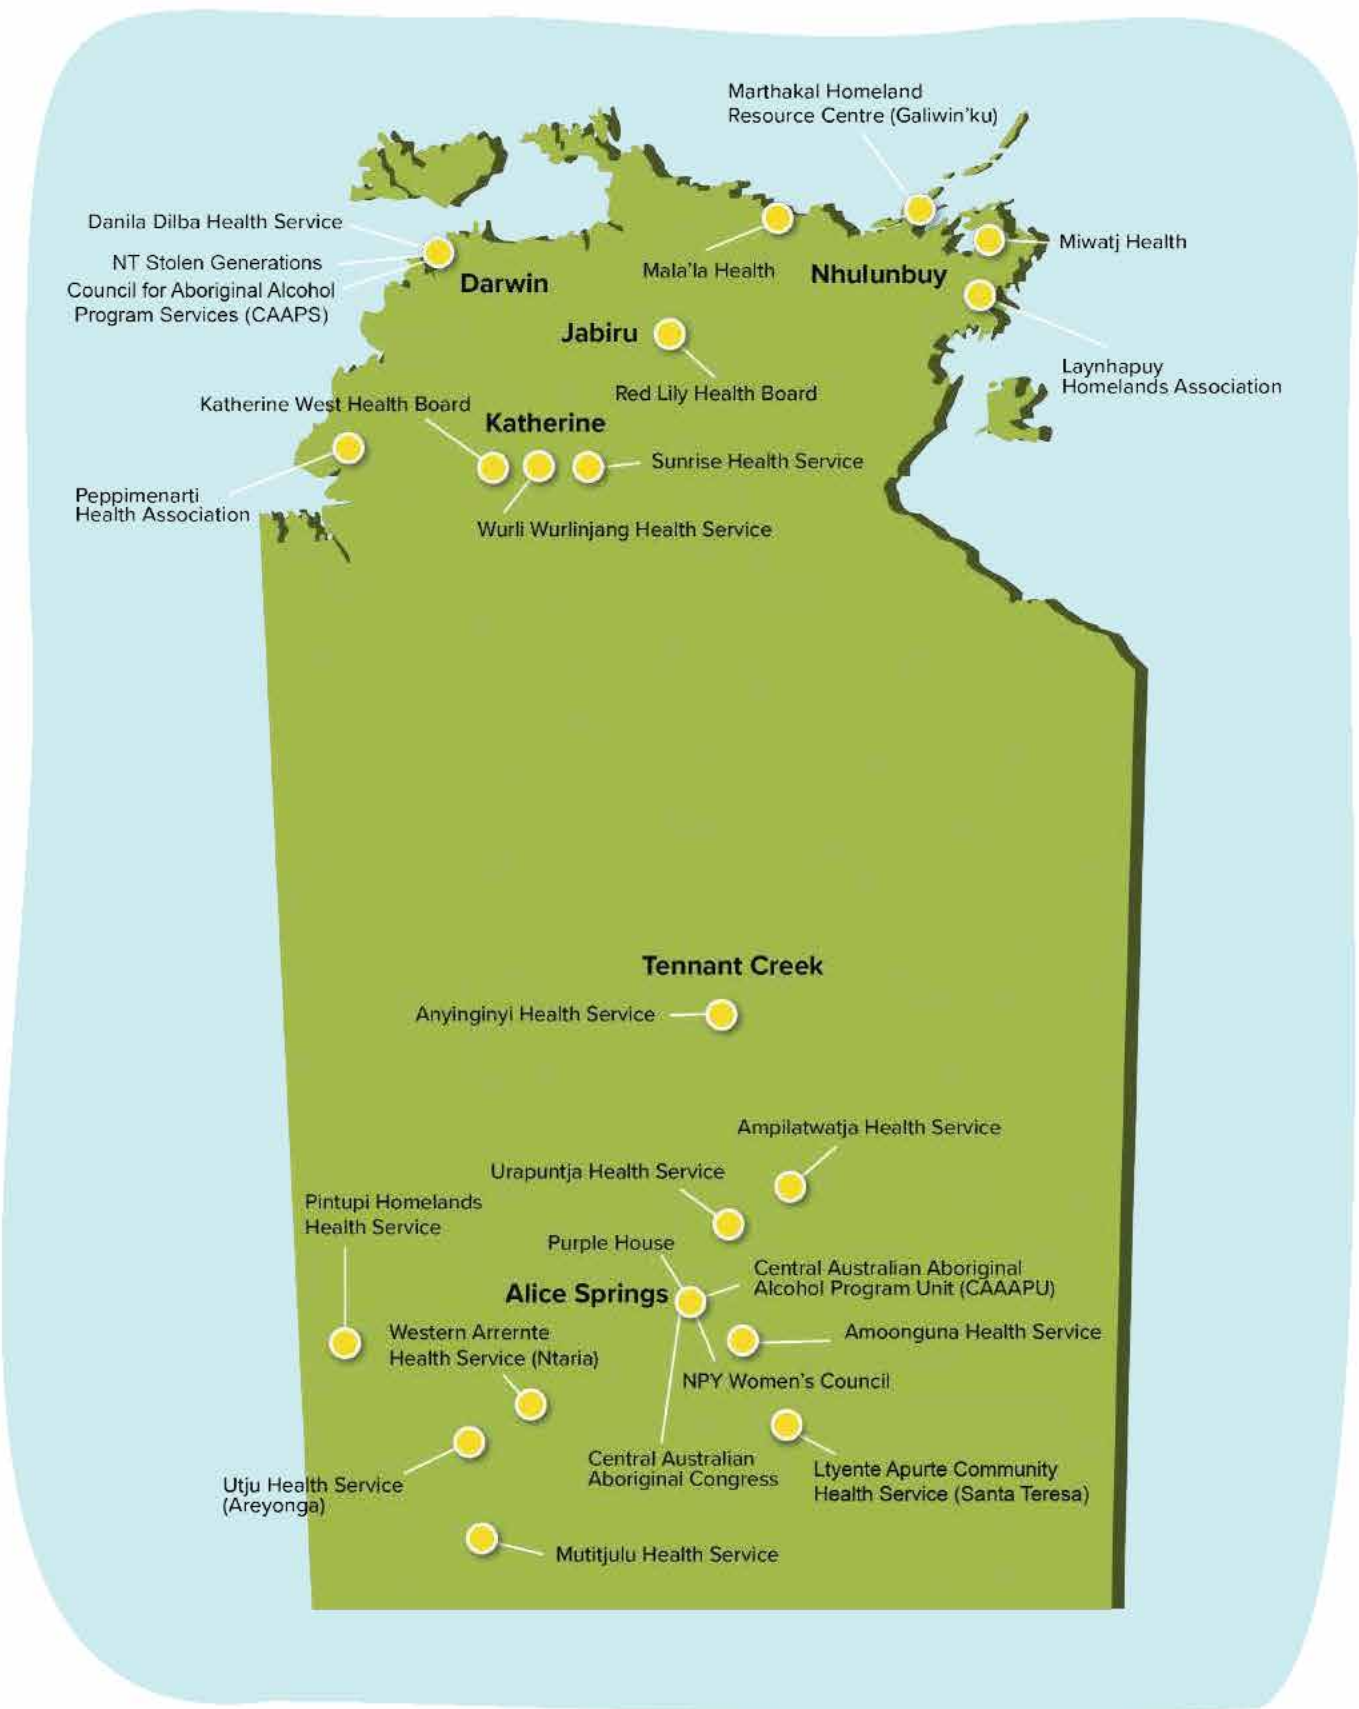 Marthakal Homeland
Resource Centre (Galiwin'ku)
Danila Dilba Health Service
NT Stolen Generations
Council for Aboriginal Alcohol
Program Services (CAAPS)
Darwin
Mala'la Health
Nhulunbuy
Miwatj Health
Jabiru
Red Lily Health Board
Laynhapuy
Homelands Association
Katherine West Health Board
Katherine
Sunrise Health Service
Peppimenarti
Health Association
Wurli Wurlinjang Health Service
Tennant Creek
Anyinginyi Health Service
Ampilatwatja Health Service
Urapuntja Health Service
Pintupi Homelands
Health Service
Purple House
Central Australian Aboriginal
Alcohol Program Unit (CAAAPU)
Alice Springs
Western Arrernte
Health Service (Ntaria)
Amoonguna Health Service
NPY Women's Council
Central Australian
Aboriginal Congress
Ltyente Apurte Community
Health Service (Santa Teresa)
Utju Health Service
(Areyonga)
Mutitjulu Health Service